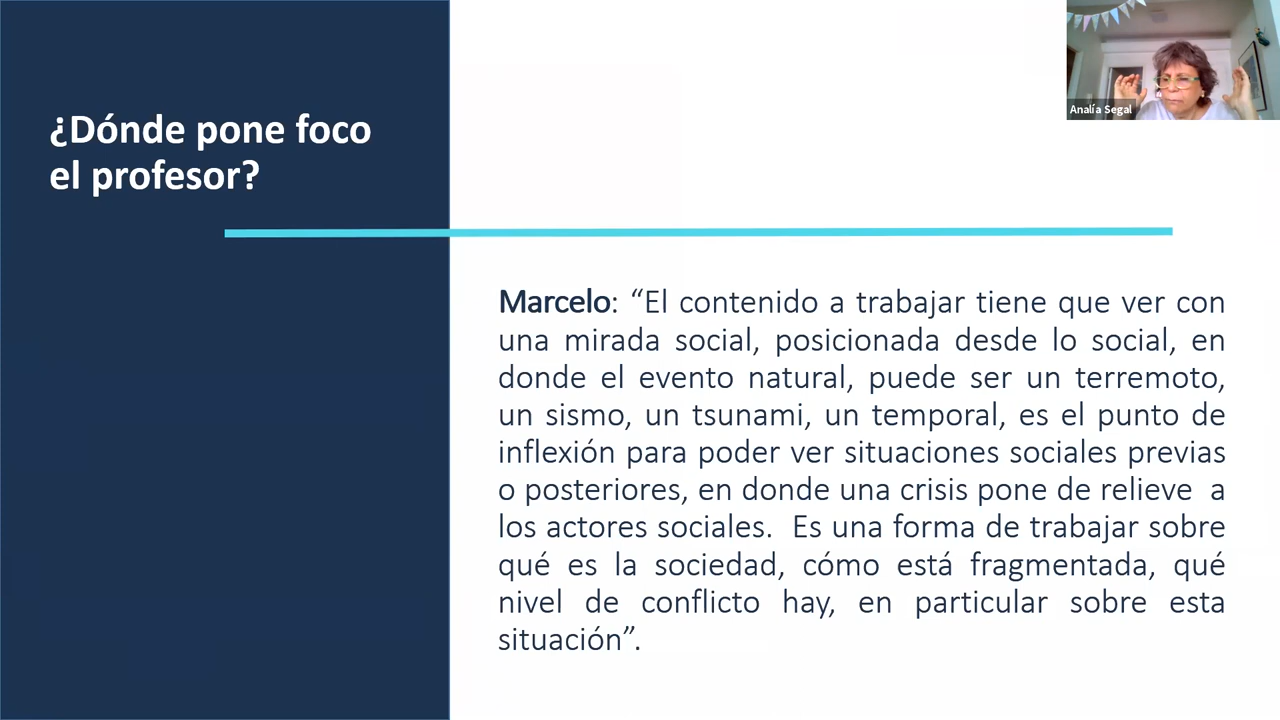 ¿Dónde pone foco
el profesor?
Analía Segal
Marcelo: “El contenido a trabajar tiene que ver con
una mirada social, posicionada desde lo social, en
donde el evento natural, puede ser un terremoto,
un sismo, un tsunami, un temporal, es el punto de
inflexión para poder ver situaciones sociales previas
o posteriores, en donde una crisis pone de relieve  a
los actores sociales.  Es una forma de trabajar sobre
qué es la sociedad, cómo está fragmentada, qué
nivel de conflicto hay, en particular sobre esta
situación”.